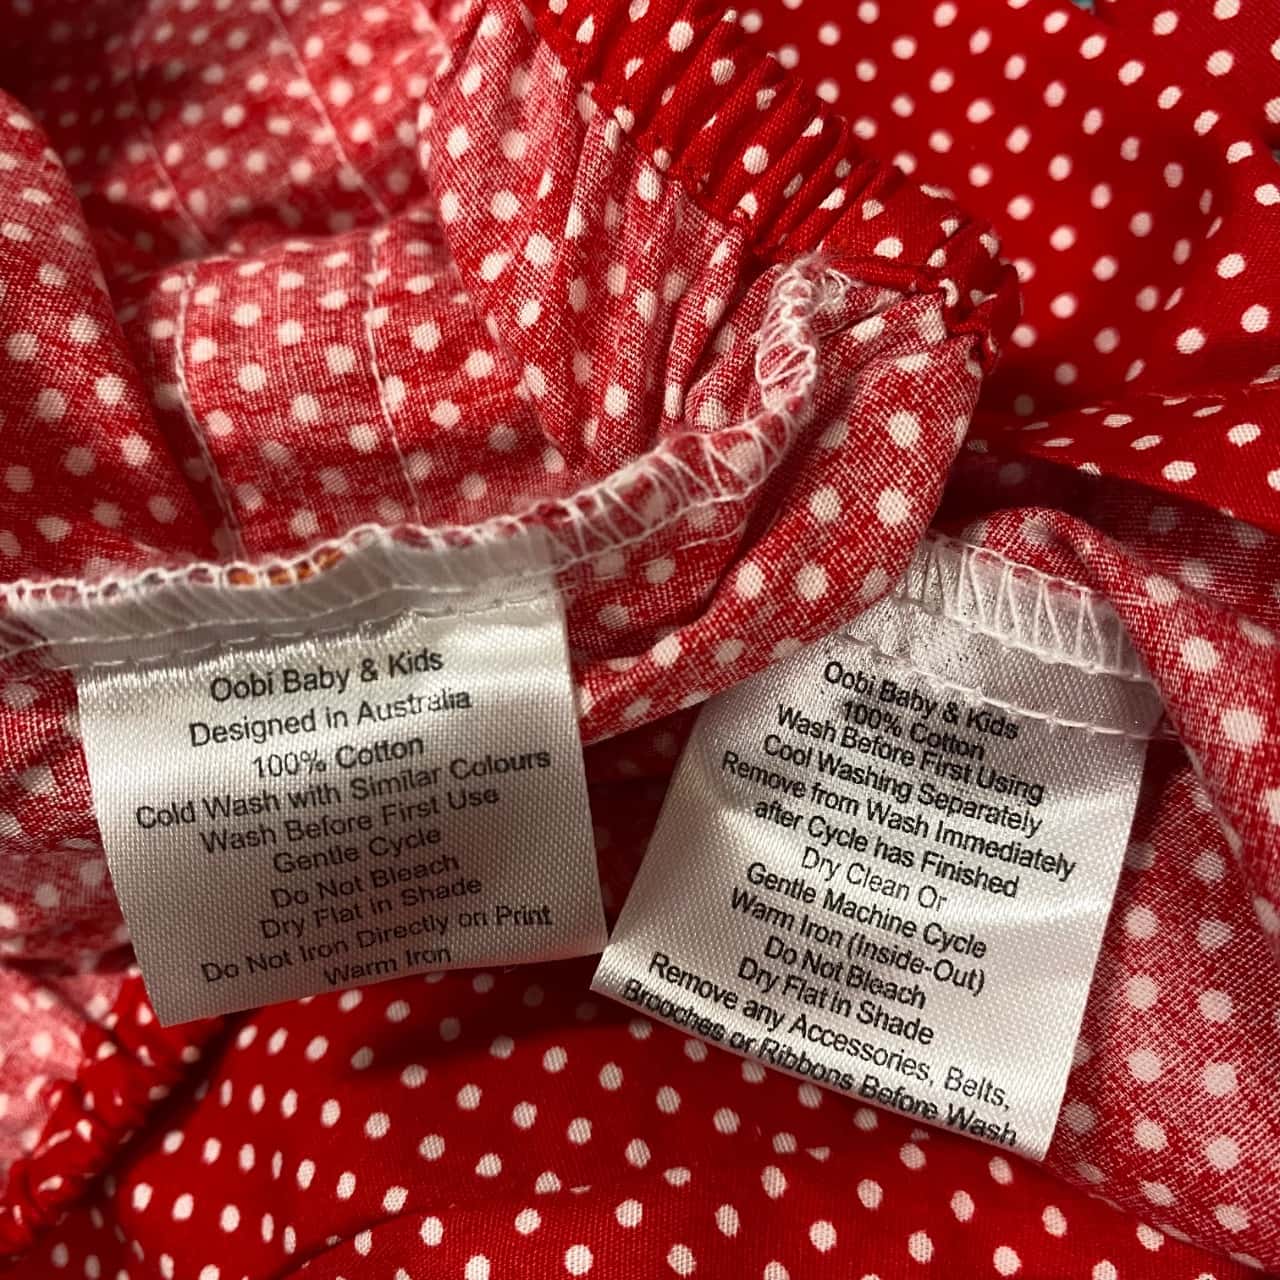 Oobi Baby & Kids
Designed in Australia
100% Cotton
Cold Wash with Similar Colours
Wash Before First Use
Gentle Cycle
Do Not Bleach
Dry Flat in Shade
Do Not Iron Directly on Print
Warm Iron
Oobi Baby & Kids
100% Cotton
Wash Before First Using
Cool Washing Separately
Remove from Wash Immediately
after Cycle has Finished
Dry Clean Or
Gentle Machine Cycle
Warm Iron (Inside-Out)
Do Not Bleach
Dry Flat in Shade
Remove any Accessories, Belts,
Brooches or Ribbons Before Wash